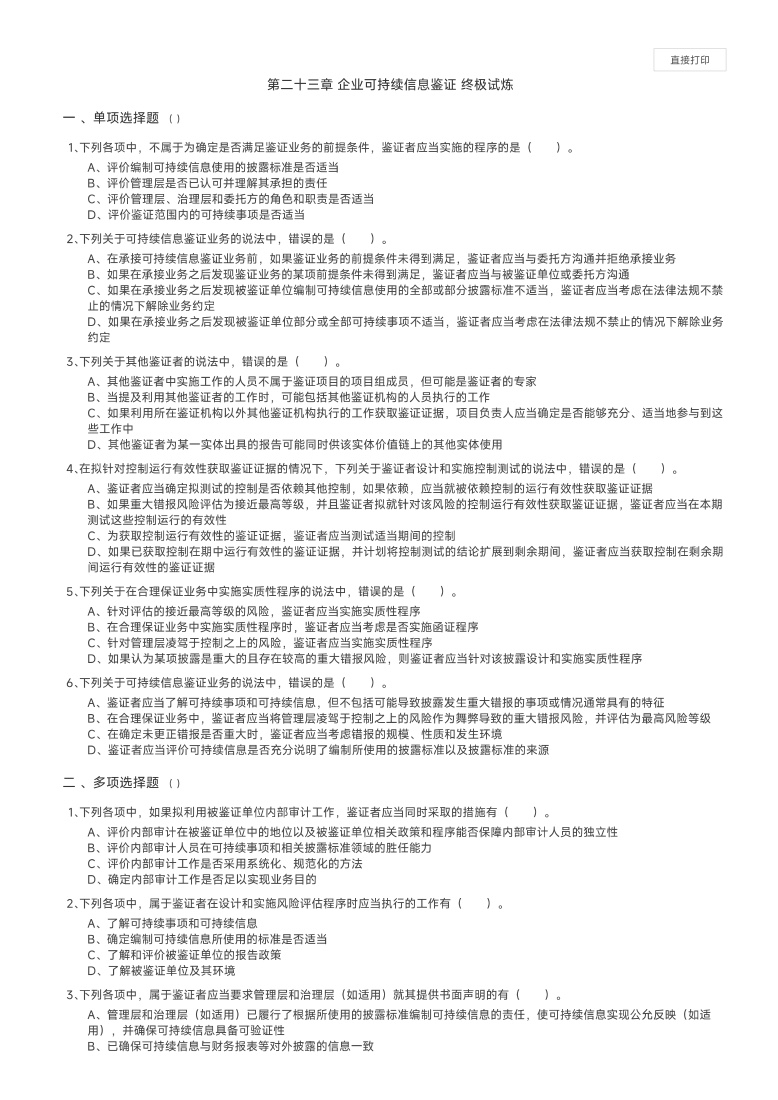 直接打印
第二十三章 企业可持续信息鉴证 终极试炼
一 、单项选择题 （ ）
1、下列各项中，不属于为确定是否满足鉴证业务的前提条件，鉴证者应当实施的程序的是（　　）。
A、评价编制可持续信息使用的披露标准是否适当
B、评价管理层是否已认可并理解其承担的责任
C、评价管理层、治理层和委托方的角色和职责是否适当
D、评价鉴证范围内的可持续事项是否适当
2、下列关于可持续信息鉴证业务的说法中，错误的是（　　）。
A、在承接可持续信息鉴证业务前，如果鉴证业务的前提条件未得到满足，鉴证者应当与委托方沟通并拒绝承接业务
B、如果在承接业务之后发现鉴证业务的某项前提条件未得到满足，鉴证者应当与被鉴证单位或委托方沟通
C、如果在承接业务之后发现被鉴证单位编制可持续信息使用的全部或部分披露标准不适当，鉴证者应当考虑在法律法规不禁
止的情况下解除业务约定
D、如果在承接业务之后发现被鉴证单位部分或全部可持续事项不适当，鉴证者应当考虑在法律法规不禁止的情况下解除业务
约定
3、下列关于其他鉴证者的说法中，错误的是（　　）。
A、其他鉴证者中实施工作的人员不属于鉴证项目的项目组成员，但可能是鉴证者的专家
B、当提及利用其他鉴证者的工作时，可能包括其他鉴证机构的人员执行的工作
C、如果利用所在鉴证机构以外其他鉴证机构执行的工作获取鉴证证据，项目负责人应当确定是否能够充分、适当地参与到这
些工作中
D、其他鉴证者为某一实体出具的报告可能同时供该实体价值链上的其他实体使用
4、在拟针对控制运行有效性获取鉴证证据的情况下，下列关于鉴证者设计和实施控制测试的说法中，错误的是（　　）。
A、鉴证者应当确定拟测试的控制是否依赖其他控制，如果依赖，应当就被依赖控制的运行有效性获取鉴证证据
B、如果重大错报风险评估为接近最高等级，并且鉴证者拟就针对该风险的控制运行有效性获取鉴证证据，鉴证者应当在本期
测试这些控制运行的有效性
C、为获取控制运行有效性的鉴证证据，鉴证者应当测试适当期间的控制
D、如果已获取控制在期中运行有效性的鉴证证据，并计划将控制测试的结论扩展到剩余期间，鉴证者应当获取控制在剩余期
间运行有效性的鉴证证据
5、下列关于在合理保证业务中实施实质性程序的说法中，错误的是（　　）。
A、针对评估的接近最高等级的风险，鉴证者应当实施实质性程序
B、在合理保证业务中实施实质性程序时，鉴证者应当考虑是否实施函证程序
C、针对管理层凌驾于控制之上的风险，鉴证者应当实施实质性程序
D、如果认为某项披露是重大的且存在较高的重大错报风险，则鉴证者应当针对该披露设计和实施实质性程序
6、下列关于可持续信息鉴证业务的说法中，错误的是（　　）。
A、鉴证者应当了解可持续事项和可持续信息，但不包括可能导致披露发生重大错报的事项或情况通常具有的特征
B、在合理保证业务中，鉴证者应当将管理层凌驾于控制之上的风险作为舞弊导致的重大错报风险，并评估为最高风险等级
C、在确定未更正错报是否重大时，鉴证者应当考虑错报的规模、性质和发生环境
D、鉴证者应当评价可持续信息是否充分说明了编制所使用的披露标准以及披露标准的来源
二 、多项选择题 （ ）
1、下列各项中，如果拟利用被鉴证单位内部审计工作，鉴证者应当同时采取的措施有（　　）。
A、评价内部审计在被鉴证单位中的地位以及被鉴证单位相关政策和程序能否保障内部审计人员的独立性
B、评价内部审计人员在可持续事项和相关披露标准领域的胜任能力
C、评价内部审计工作是否采用系统化、规范化的方法
D、确定内部审计工作是否足以实现业务目的
2、下列各项中，属于鉴证者在设计和实施风险评估程序时应当执行的工作有（　　）。
A、了解可持续事项和可持续信息
B、确定编制可持续信息所使用的标准是否适当
C、了解和评价被鉴证单位的报告政策
D、了解被鉴证单位及其环境
3、下列各项中，属于鉴证者应当要求管理层和治理层（如适用）就其提供书面声明的有（　　）。
A、管理层和治理层（如适用）已履行了根据所使用的披露标准编制可持续信息的责任，使可持续信息实现公允反映（如适
用），并确保可持续信息具备可验证性
B、已确保可持续信息与财务报表等对外披露的信息一致